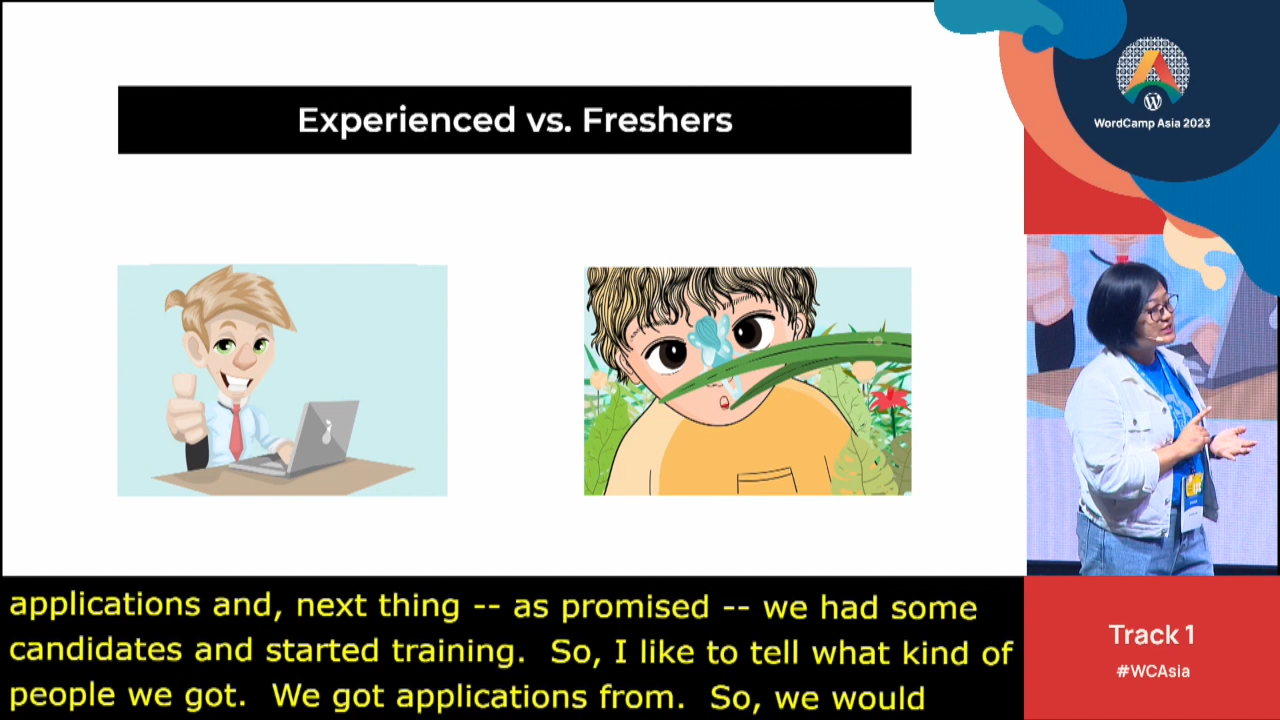 Experienced vs. Freshers
WordCamp Asia 2023
applications and, next thing -- as promised -- we had some
candidates and started training.  So, I like to tell what kind of
people we got.  We got applications from.  So, we would
Track 1
#WCAsia